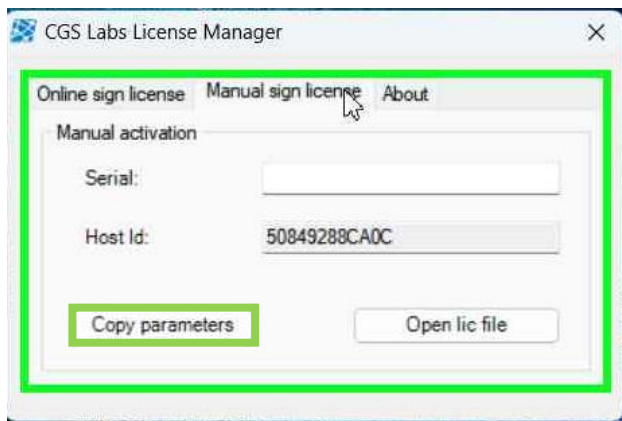 CGS Labs License Manager
Online sign license Manual sign license About
Manual activation
Serial:
Host Id: 50849288CA0C
Copy parameters Open lic file